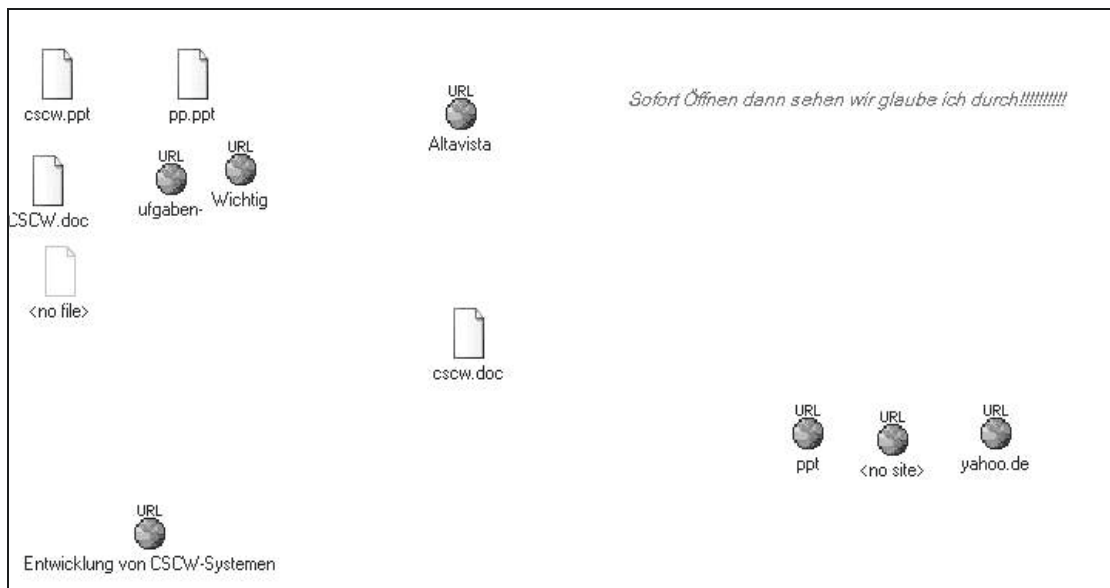 cscw.ppt
pp.ppt
URL
Altavista
Sofort Öffnen dann sehen wir glaube ich durch!!!!!!!!!!
CSCW.doc
URL
ufgaben-
URL
Wichtig
<no file>
cscw.doc
URL
ppt
URL
<no site>
URL
yahoo.de
URL
Entwicklung von CSCW-Systemen